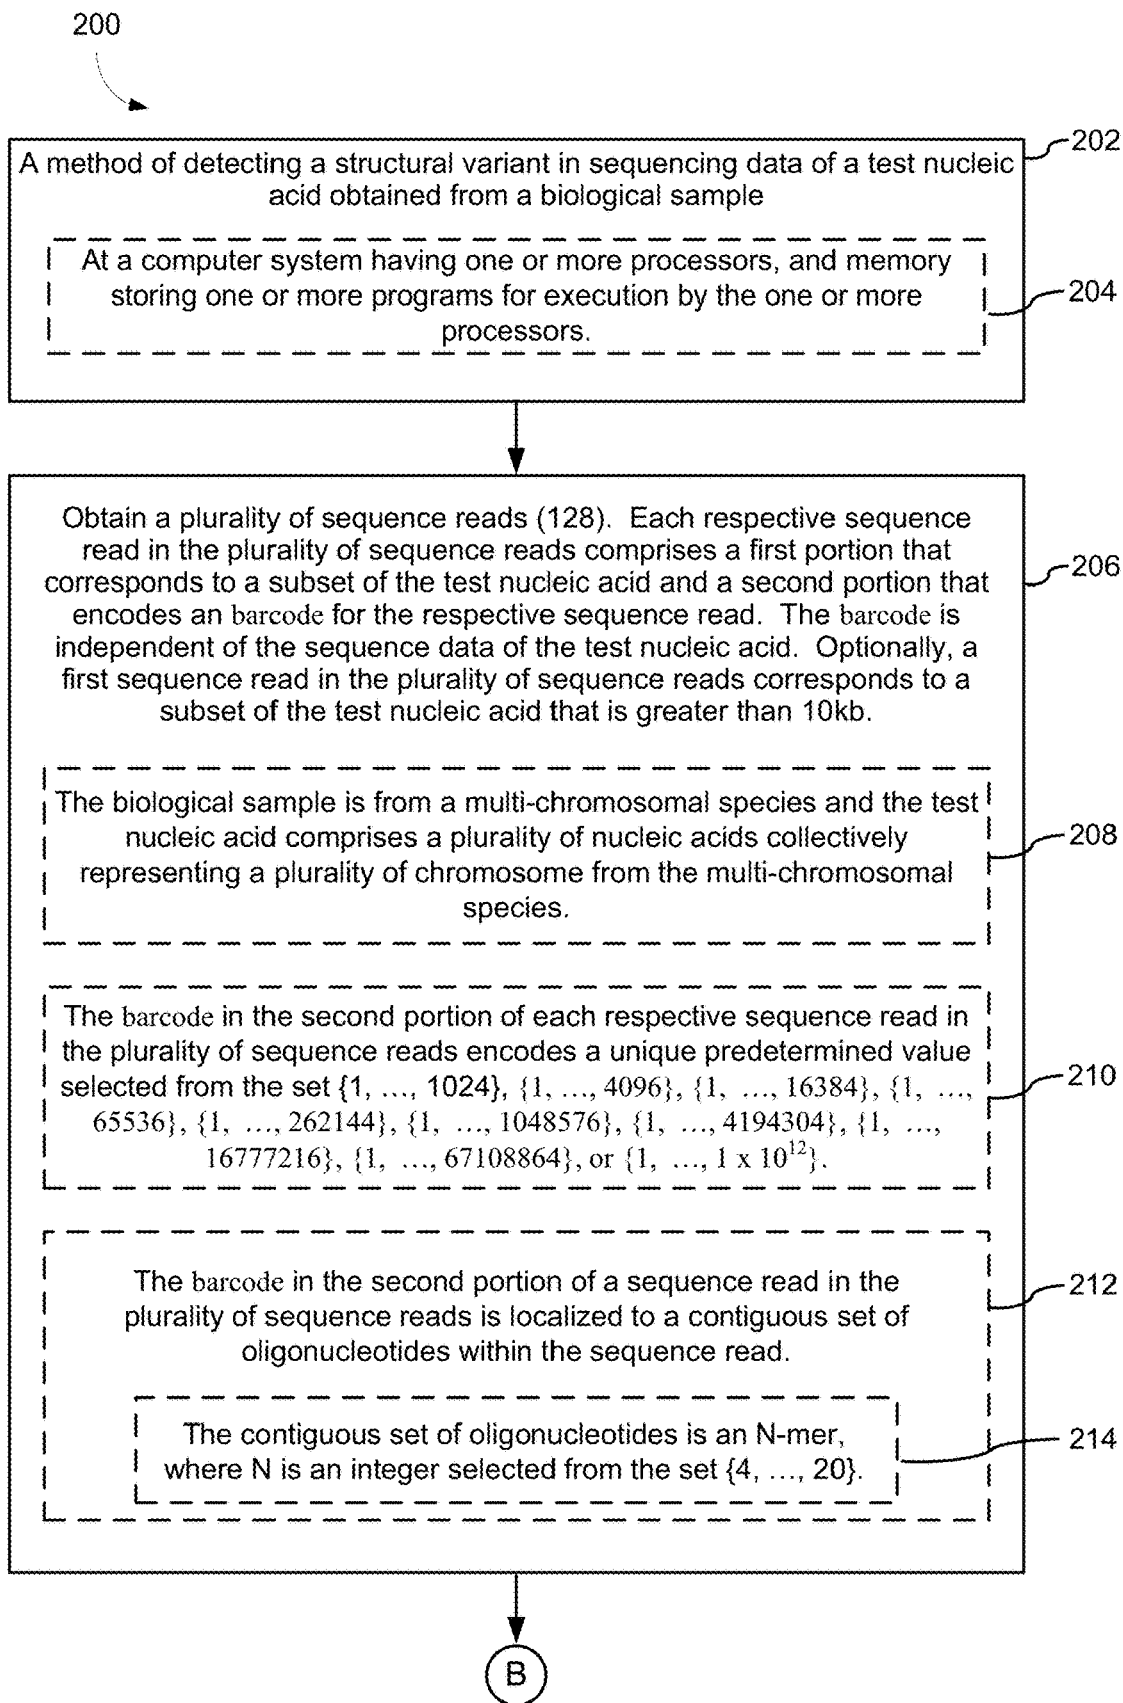 200
202
A method of detecting a structural variant in sequencing data of a test nucleic
acid obtained from a biological sample
At a computer system having one or more processors, and memory
storing one or more programs for execution by the one or more
processors.
204
Obtain a plurality of sequence reads (128). Each respective sequence
read in the plurality of sequence reads comprises a first portion that
corresponds to a subset of the test nucleic acid and a second portion that
encodes an barcode for the respective sequence read. The barcode is
independent of the sequence data of the test nucleic acid. Optionally, a
first sequence read in the plurality of sequence reads corresponds to a
subset of the test nucleic acid that is greater than 10kb.
206
The biological sample is from a multi-chromosomal species and the test
nucleic acid comprises a plurality of nucleic acids collectively
representing a plurality of chromosome from the multi-chromosomal
species.
208
The barcode in the second portion of each respective sequence read in
the plurality of sequence reads encodes a unique predetermined value
selected from the set {1, …, 1024}, {1, …, 4096}, {1, …, 16384}, {1, …,
65536}, {1, …, 262144}, {1, …, 1048576}, {1, …, 4194304}, {1, …,
16777216}, {1, …, 67108864}, or {1, …, 1 x 10¹²}.
210
The barcode in the second portion of a sequence read in the
plurality of sequence reads is localized to a contiguous set of
oligonucleotides within the sequence read.
212
The contiguous set of oligonucleotides is an N-mer,
where N is an integer selected from the set {4, …, 20}.
214
B